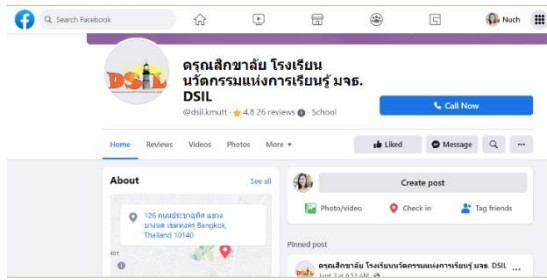 Search Facebook
Nuch
DSIL
ดรุณสิกขาลัย โรงเรียน
นวัตกรรมแห่งการเรียนรู้ มจธ.
DSIL
@dsil.kmutt · 4.8 26 reviews · School
Call Now
Home Reviews Videos Photos More
Liked Message
About See all
126 ถนนประชาอุทิศ แขวง
บางมด เขตทุ่งครุ Bangkok,
Thailand 10140
Create post
Photo/video Check in Tag friends
Pinned post
ดรุณสิกขาลัย โรงเรียนนวัตกรรมแห่งการเรียนรู้ มจธ. DSIL